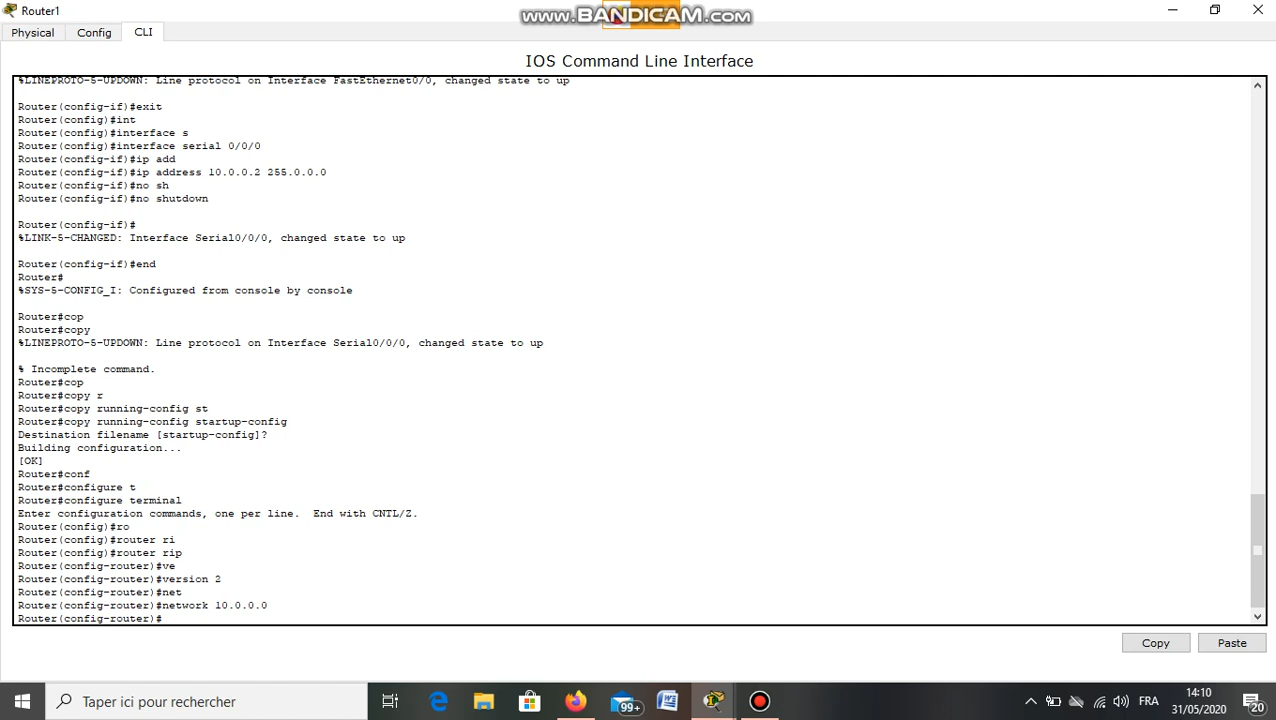 Router1
www.BANDICAM.com
Physical
Config
CLI
IOS Command Line Interface
%LINEPROTO-5-UPDOWN: Line protocol on Interface FastEthernet0/0, changed state to up
Router(config-if)#exit
Router(config)#int
Router(config)#interface s
Router(config)#interface serial 0/0/0
Router(config-if)#ip add
Router(config-if)#ip address 10.0.0.2 255.0.0.0
Router(config-if)#no sh
Router(config-if)#no shutdown
Router(config-if)#
%LINK-5-CHANGED: Interface Serial0/0/0, changed state to up
Router(config-if)#end
Router#
%SYS-5-CONFIG_I: Configured from console by console
Router#cop
Router#copy
%LINEPROTO-5-UPDOWN: Line protocol on Interface Serial0/0/0, changed state to up
% Incomplete command.
Router#cop
Router#copy r
Router#copy running-config st
Router#copy running-config startup-config
Destination filename [startup-config]?
Building configuration...
[OK]
Router#conf
Router#configure t
Router#configure terminal
Enter configuration commands, one per line.  End with CNTL/Z.
Router(config)#ro
Router(config)#router ri
Router(config)#router rip
Router(config-router)#ve
Router(config-router)#version 2
Router(config-router)#net
Router(config-router)#network 10.0.0.0
Router(config-router)#
Copy
Paste
Taper ici pour rechercher
99+
FRA
14:10
31/05/2020
20